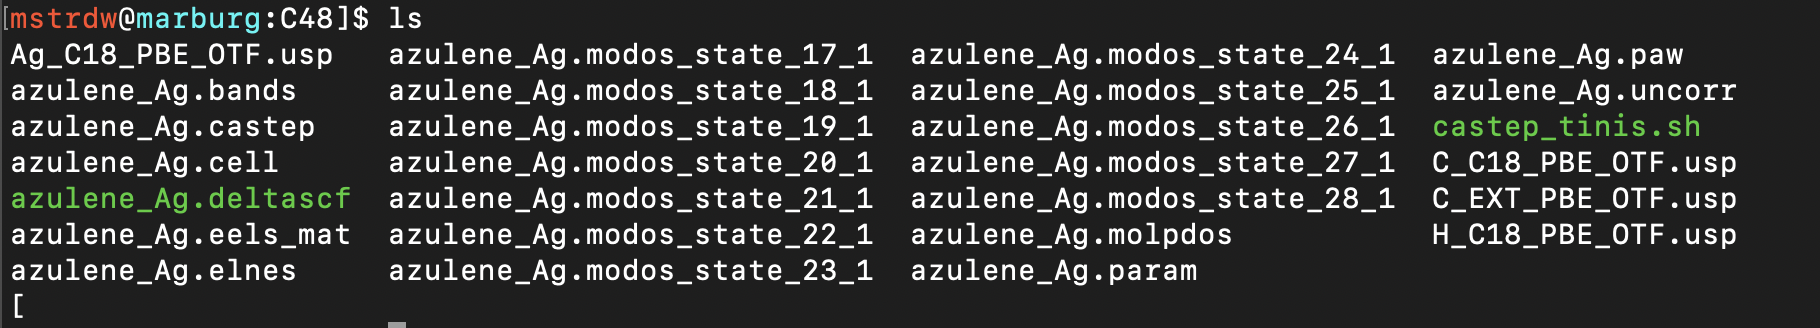 [mstrdw@marburg:C48]$ ls
Ag_C18_PBE_OTF.usp azulene_Ag.modos_state_17_1 azulene_Ag.modos_state_24_1 azulene_Ag.paw
azulene_Ag.bands azulene_Ag.modos_state_18_1 azulene_Ag.modos_state_25_1 azulene_Ag.uncorr
azulene_Ag.castep azulene_Ag.modos_state_19_1 azulene_Ag.modos_state_26_1 castep_tinis.sh
azulene_Ag.cell azulene_Ag.modos_state_20_1 azulene_Ag.modos_state_27_1 C_C18_PBE_OTF.usp
azulene_Ag.deltascf azulene_Ag.modos_state_21_1 azulene_Ag.modos_state_28_1 C_EXT_PBE_OTF.usp
azulene_Ag.eels_mat azulene_Ag.modos_state_22_1 azulene_Ag.molpdos H_C18_PBE_OTF.usp
azulene_Ag.elnes azulene_Ag.modos_state_23_1 azulene_Ag.param
[